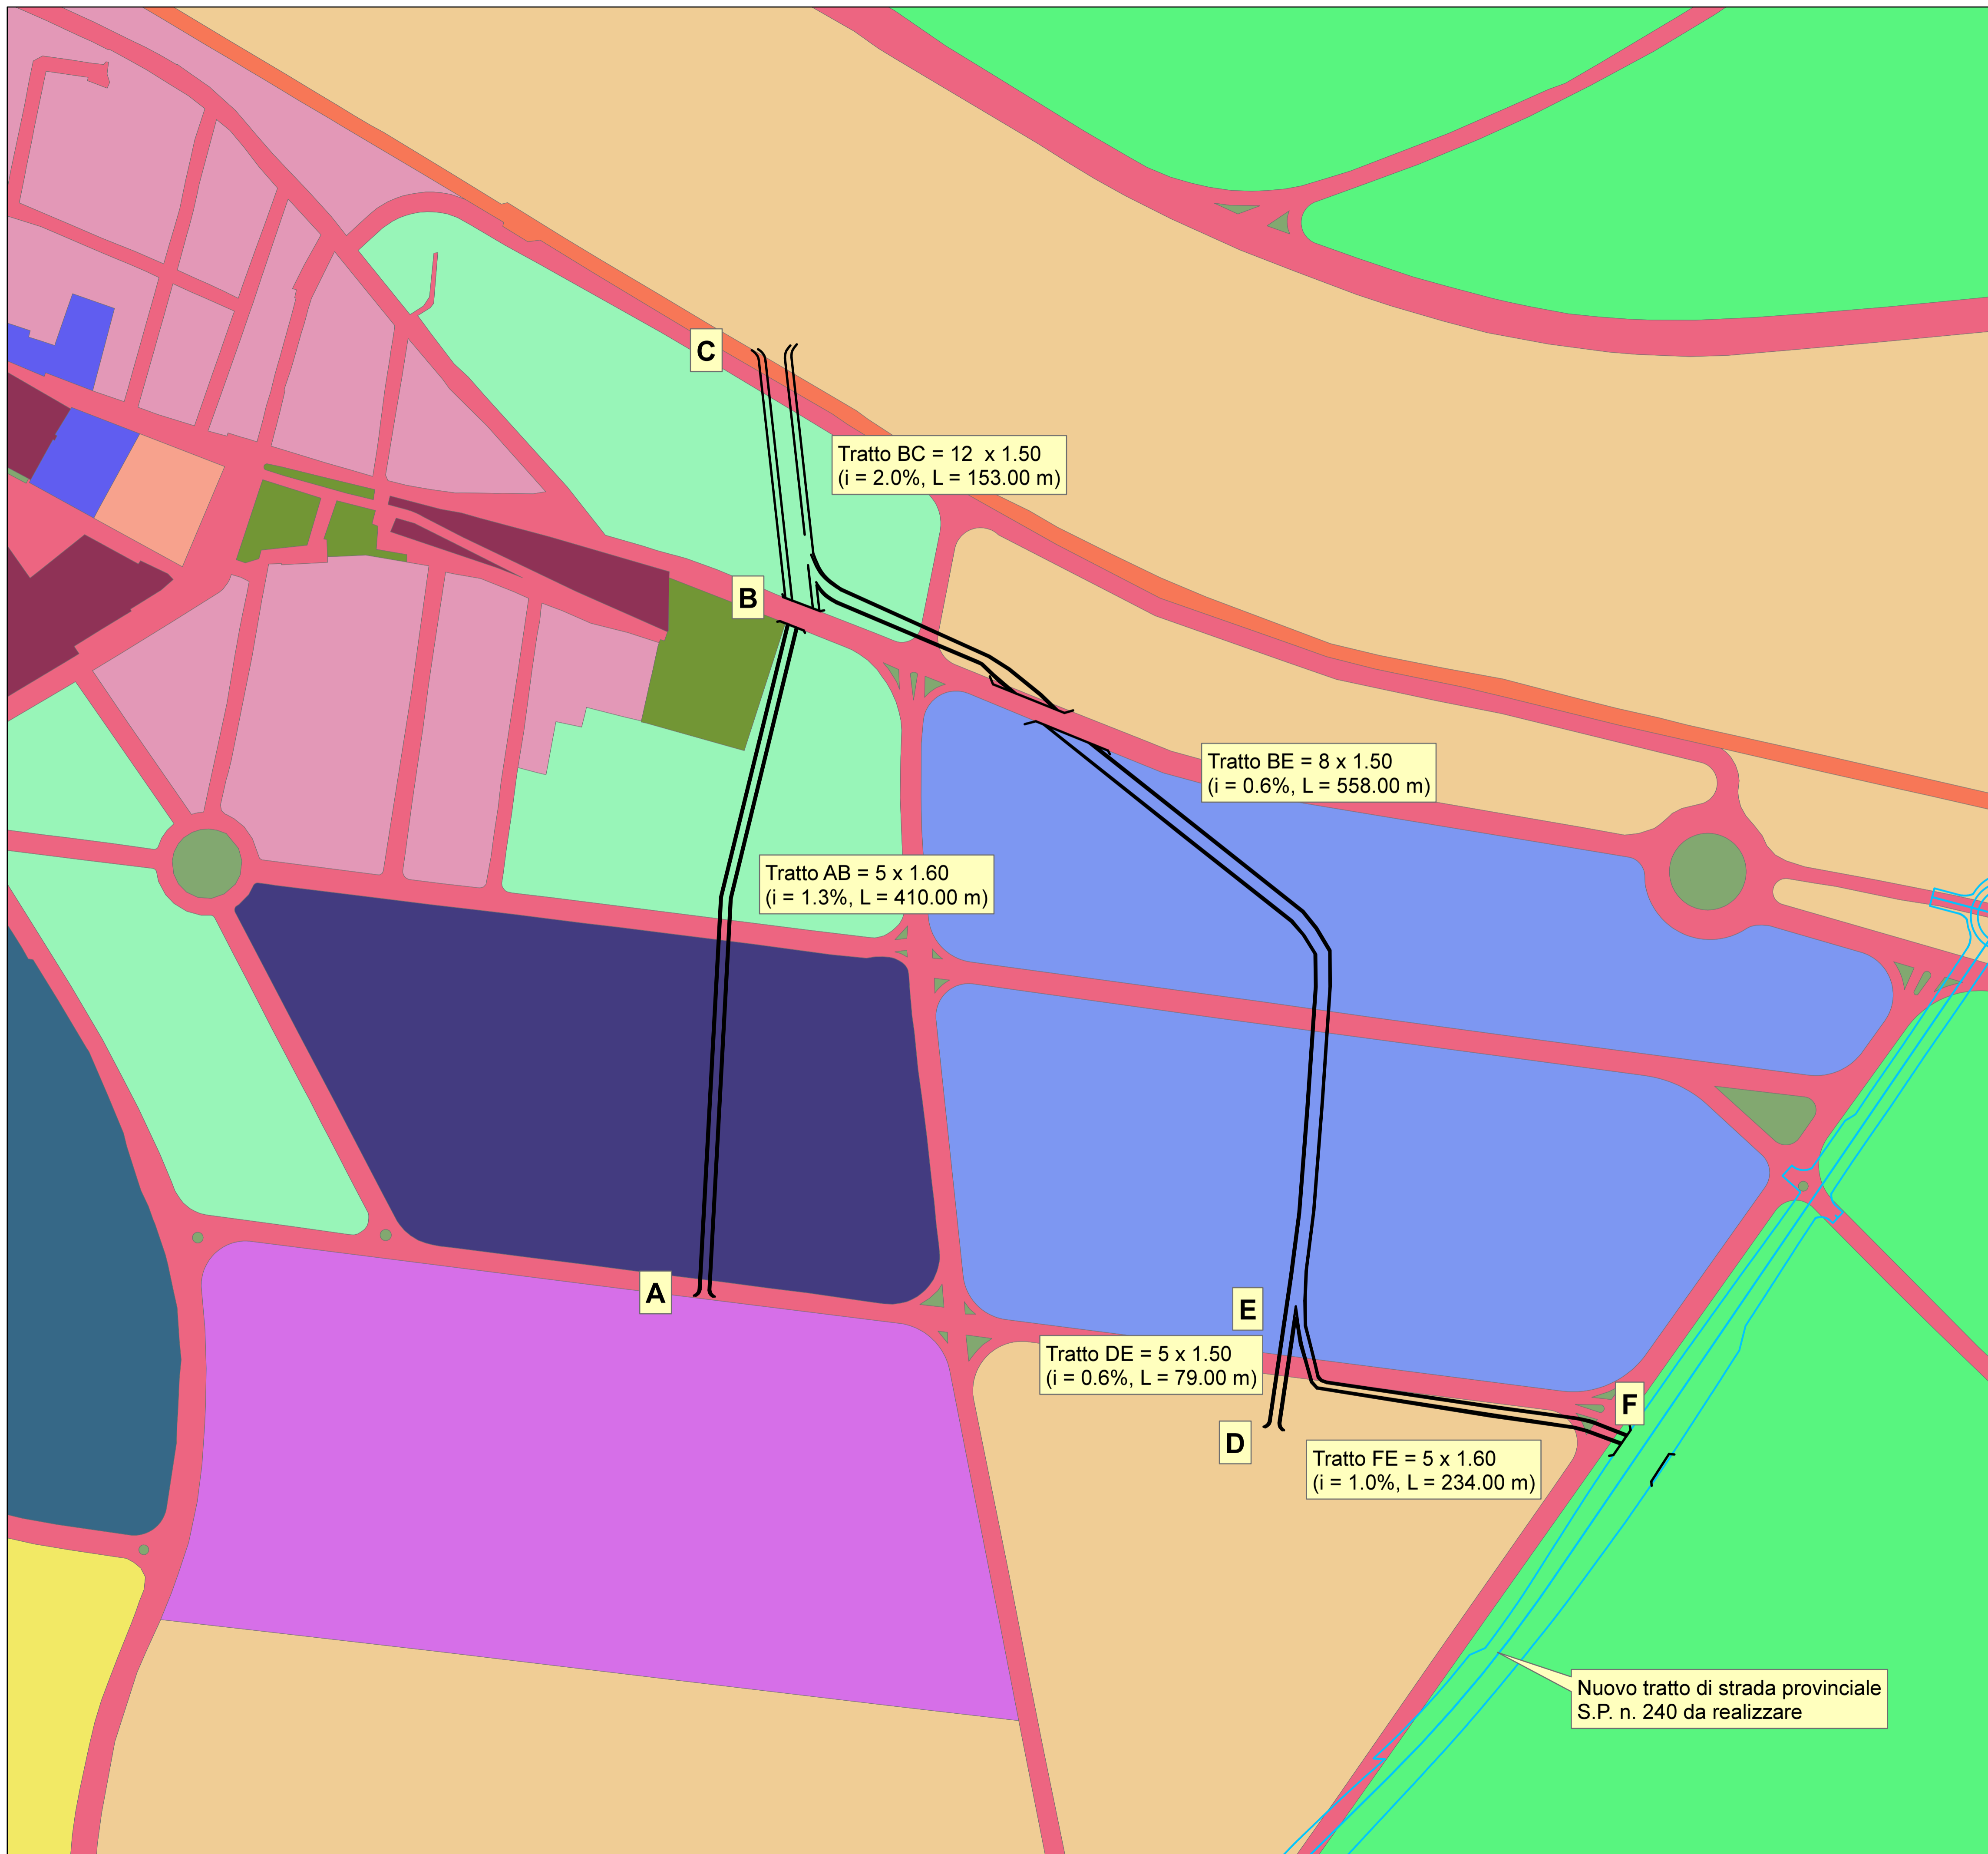 C
Tratto BC = 12  x 1.50
(i = 2.0%, L = 153.00 m)
B
Tratto BE = 8 x 1.50
(i = 0.6%, L = 558.00 m)
Tratto AB = 5 x 1.60
(i = 1.3%, L = 410.00 m)
A
E
Tratto DE = 5 x 1.50
(i = 0.6%, L = 79.00 m)
F
D
Tratto FE = 5 x 1.60
(i = 1.0%, L = 234.00 m)
Nuovo tratto di strada provinciale
S.P. n. 240 da realizzare